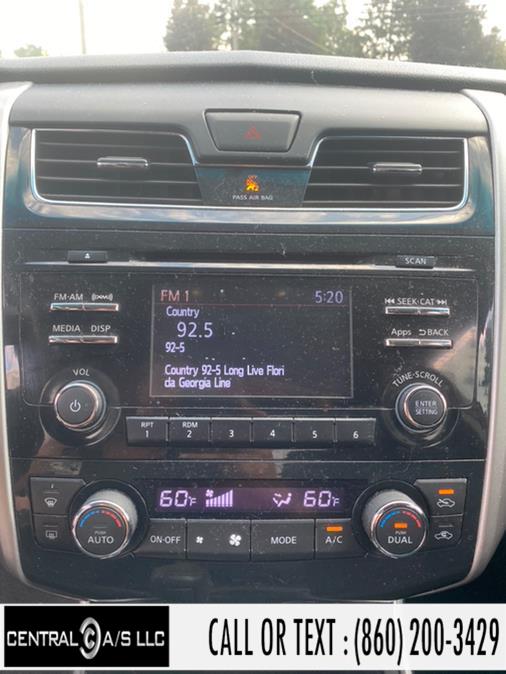 OFF
PASS AIR BAG
SCAN
FM•AM
SEEK•CAT
MEDIA DISP
Apps BACK
FM 1 5:20
Country
92.5
92-5
Country 92-5 Long Live Flori
da Georgia Line
VOL
TUNE•SCROLL
ENTER
SETTING
RPT
1
RDM
2
3
4
5
6
60°F
60°F
PUSH
AUTO
ON•OFF
MODE
A/C
PUSH
DUAL
CENTRAL C A/S LLC
CALL OR TEXT : (860) 200-3429